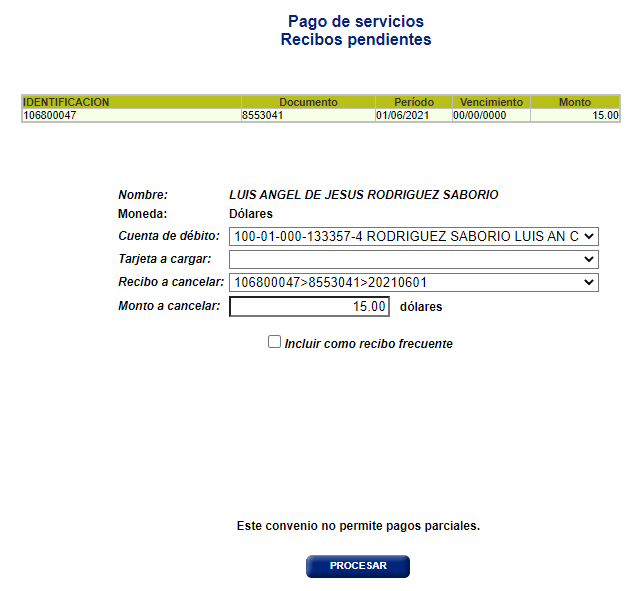 Pago de servicios
Recibos pendientes
IDENTIFICACION Documento Período Vencimiento Monto
106800047 8553041 01/06/2021 00/00/0000 15.00
Nombre: LUIS ANGEL DE JESUS RODRIGUEZ SABORIO
Moneda: Dólares
Cuenta de débito: 100-01-000-133357-4 RODRIGUEZ SABORIO LUIS AN C
Tarjeta a cargar:
Recibo a cancelar: 106800047>8553041>20210601
Monto a cancelar: 15.00 dólares
Incluir como recibo frecuente
Este convenio no permite pagos parciales.
PROCESAR